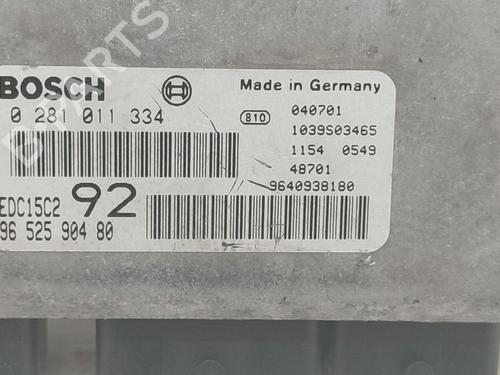 BOSCH
Made in Germany
0 281 011 334
810
040701
1039S03465
1154 0549
48701
9640938180
EDC15C2
92
96 525 904 80